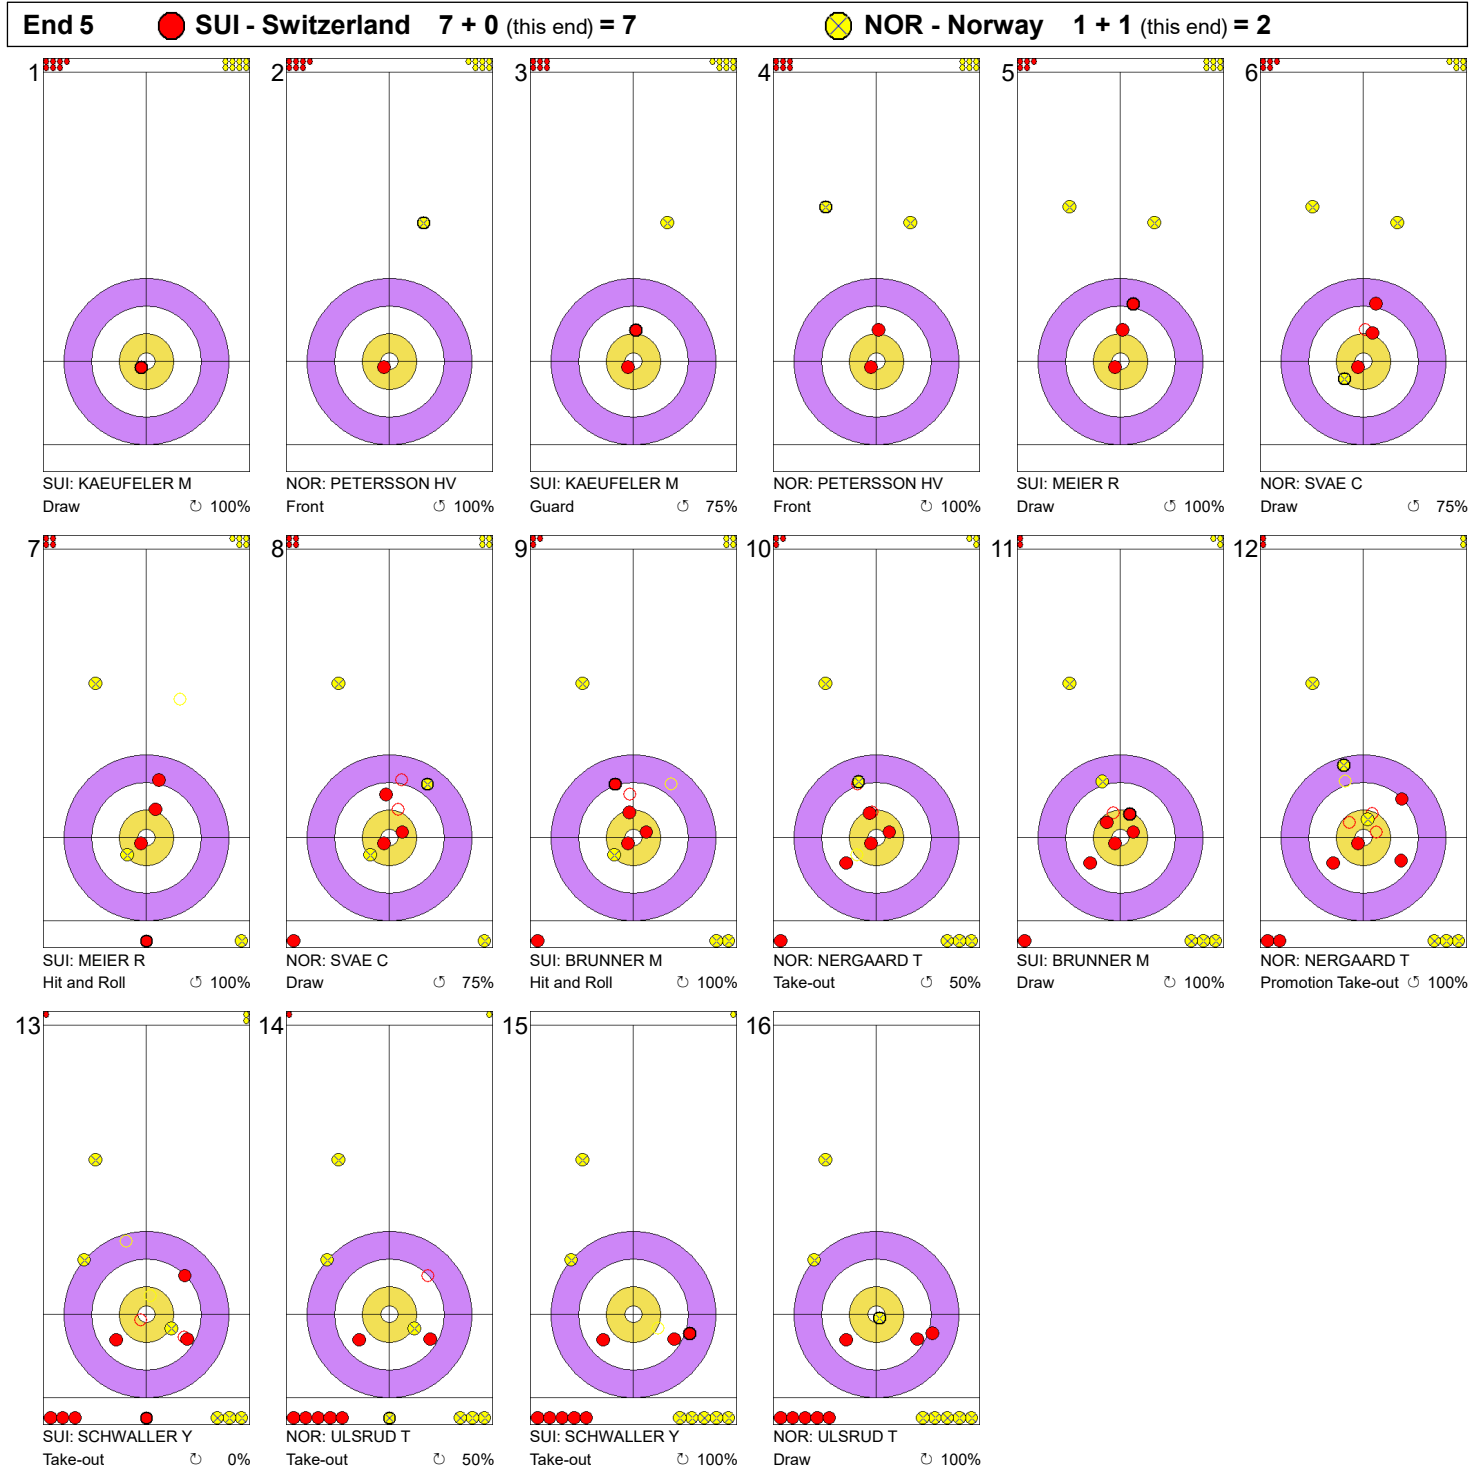 End 5 SUI - Switzerland 7 + 0 (this end) = 7 NOR - Norway 1 + 1 (this end) = 2
1 2 3 4 5 6
SUI: KAEUFELER M NOR: PETERSSON HV SUI: KAEUFELER M NOR: PETERSSON HV SUI: MEIER R NOR: SVAE C
Draw ↻ 100% Front ↻ 100% Guard ↺ 75% Front ↻ 100% Draw ↺ 100% Draw ↺ 75%
7 8 9 10 11 12
SUI: MEIER R NOR: SVAE C SUI: BRUNNER M NOR: NERGAARD T SUI: BRUNNER M NOR: NERGAARD T
Hit and Roll ↺ 100% Draw ↺ 75% Hit and Roll ↻ 100% Take-out ↺ 50% Draw ↻ 100% Promotion Take-out ↺ 100%
13 14 15 16
SUI: SCHWALLER Y NOR: ULSRUD T SUI: SCHWALLER Y NOR: ULSRUD T
Take-out ↻ 0% Take-out ↻ 50% Take-out ↻ 100% Draw ↻ 100%